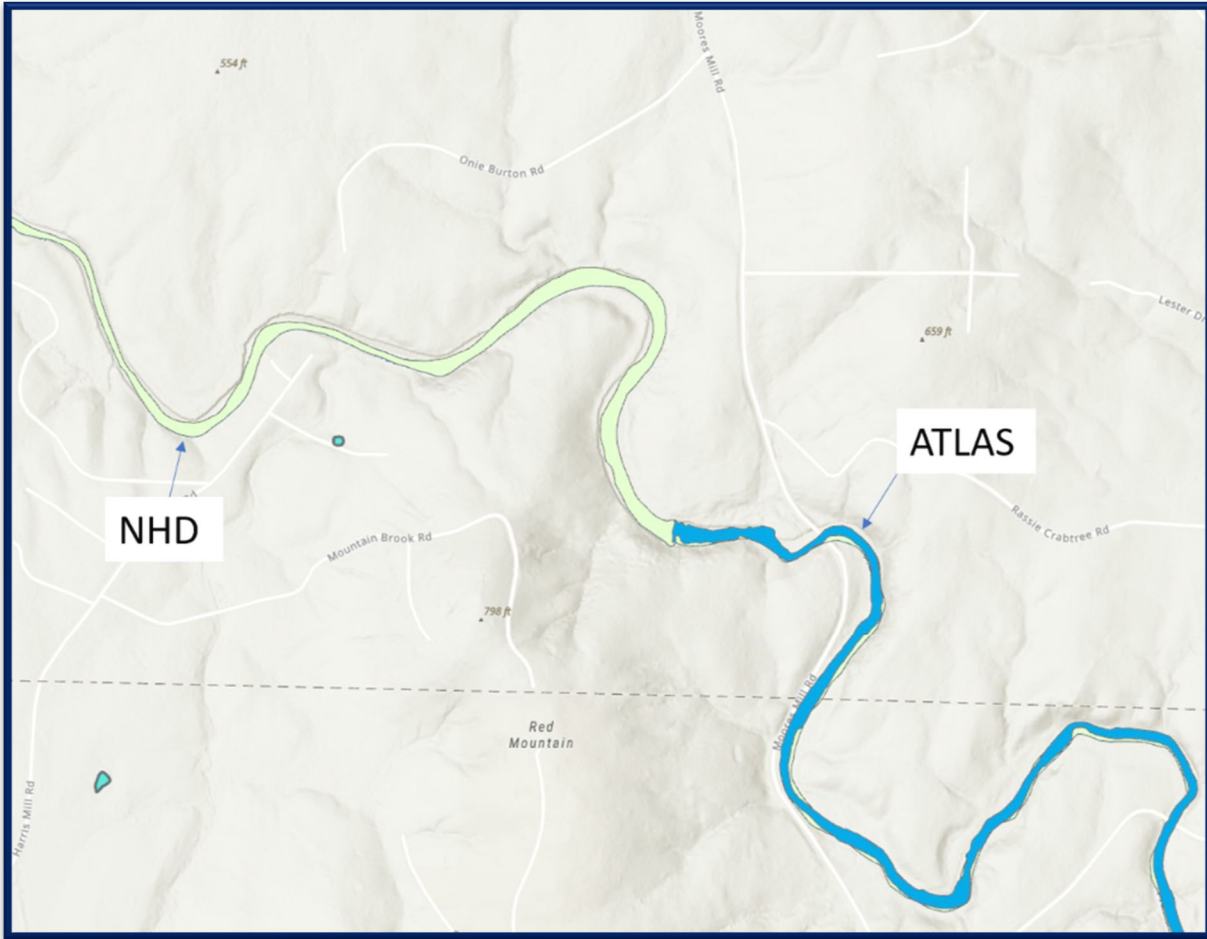 Moores Mill Rd
554 ft
Onie Burton Rd
Lester Dr
659 ft
ATLAS
NHD
Rd
Rassie Crabtree Rd
Mountain Brook Rd
798 ft
Moores Mill Rd
Red
Mountain
Harris Mill Rd